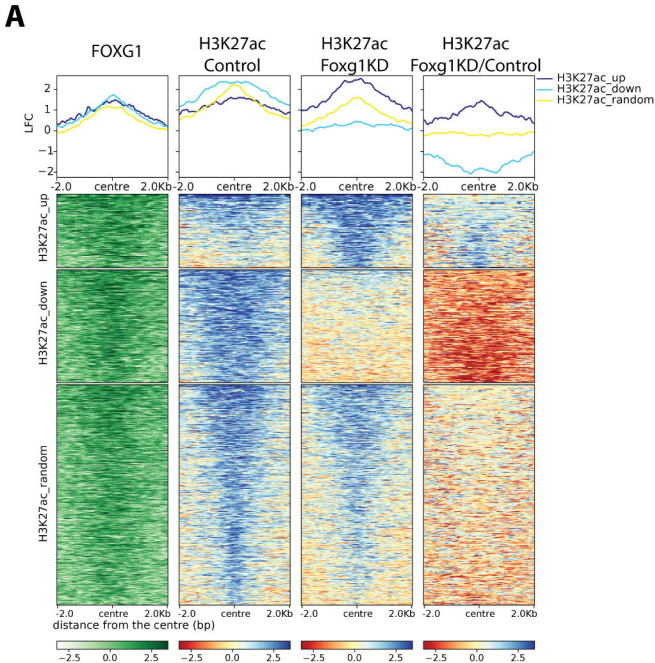 A
FOXG1
H3K27ac
Control
H3K27ac
Foxg1KD
H3K27ac
Foxg1KD/Control
H3K27ac_up
H3K27ac_down
H3K27ac_random
LFC
2
1
0
−1
−2
-2.0 centre 2.0Kb
-2.0 centre 2.0Kb
-2.0 centre 2.0Kb
-2.0 centre 2.0Kb
H3K27ac_up
H3K27ac_down
H3K27ac_random
-2.0 centre 2.0Kb
-2.0 centre 2.0Kb
-2.0 centre 2.0Kb
-2.0 centre 2.0Kb
distance from the centre (bp)
−2.5 0.0 2.5
−2.5 0.0 2.5
−2.5 0.0 2.5
−2.5 0.0 2.5